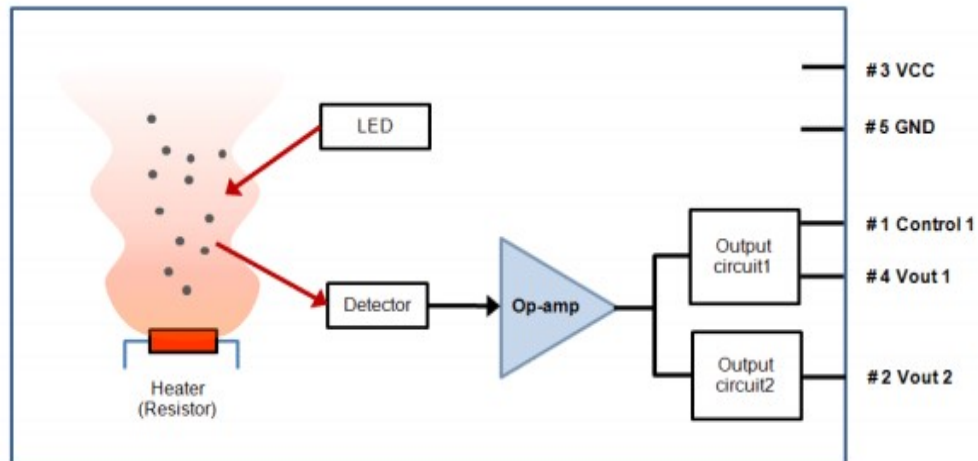 LED
#3 VCC
#5 GND
#1 Control 1
Output
circuit1
#4 Vout 1
Detector
Op-amp
Output
circuit2
#2 Vout 2
Heater
(Resistor)